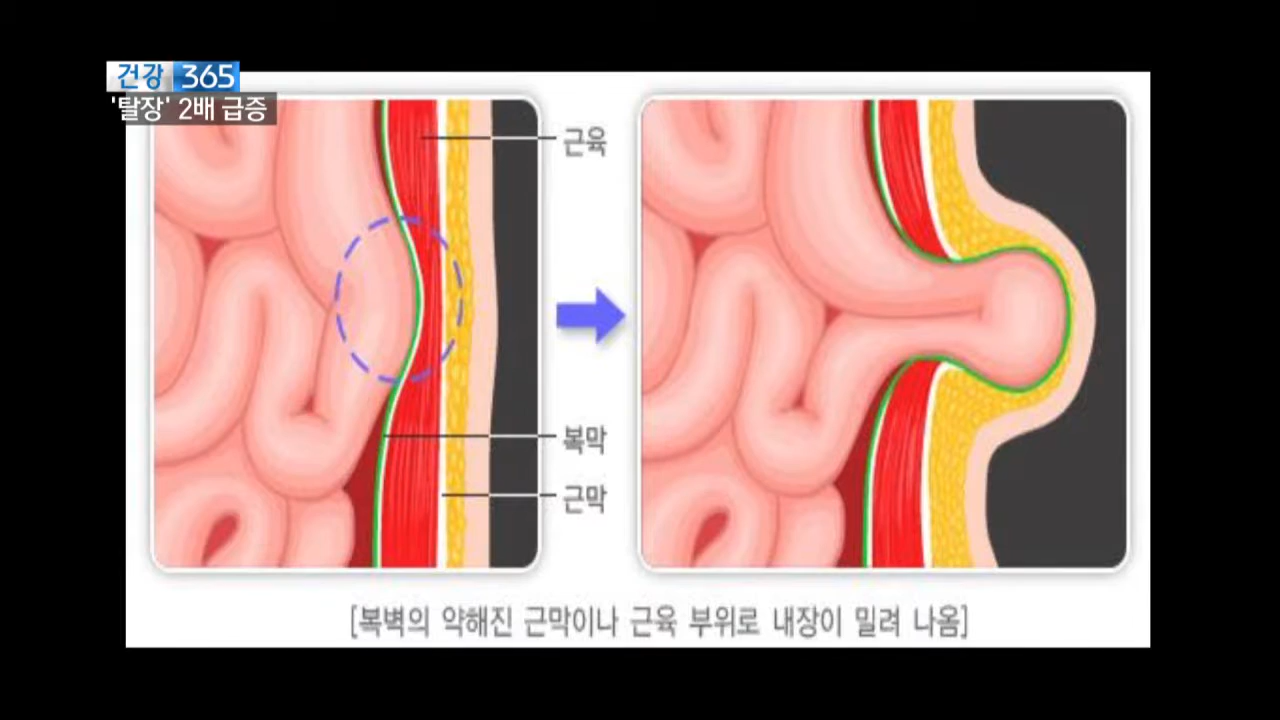 건강 365
'탈장' 2배 급증
근육
복막
근막
[복벽의 약해진 근막이나 근육 부위로 내장이 밀려 나옴]